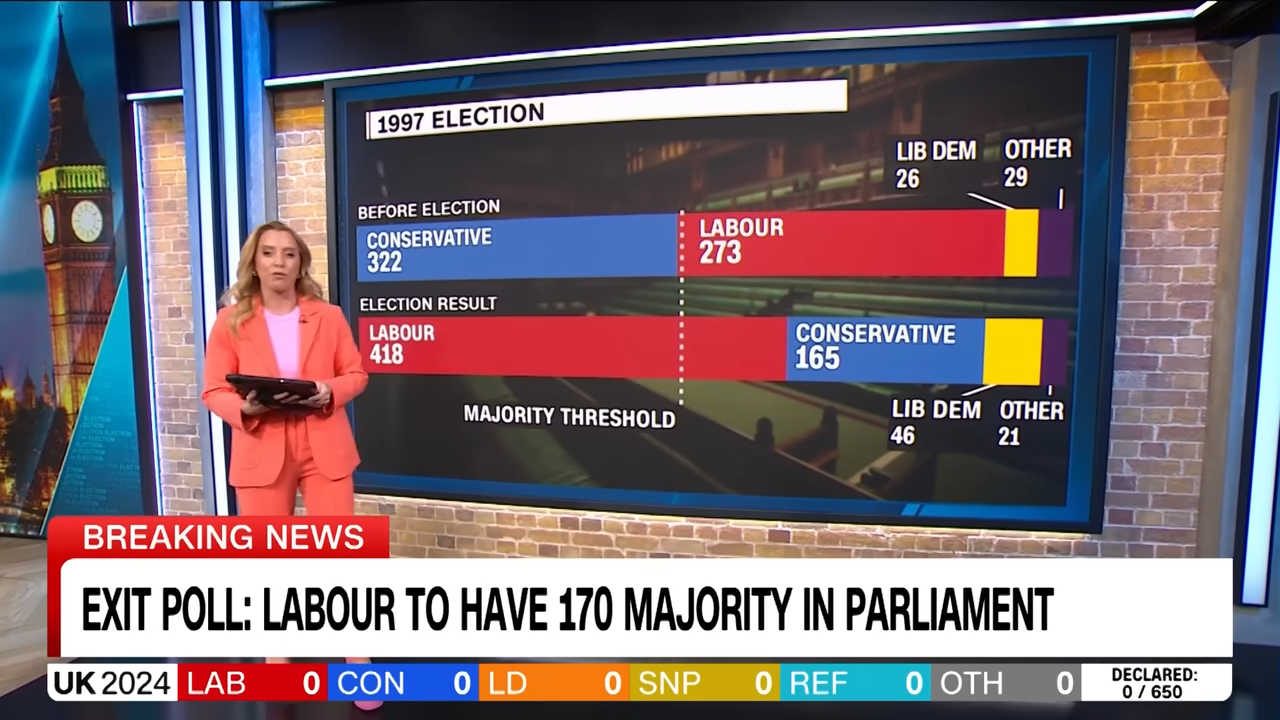 1997 ELECTION
LIB DEM
26
OTHER
29
BEFORE ELECTION
CONSERVATIVE
322
LABOUR
273
ELECTION RESULT
LABOUR
418
CONSERVATIVE
165
MAJORITY THRESHOLD
LIB DEM
46
OTHER
21
BREAKING NEWS
EXIT POLL: LABOUR TO HAVE 170 MAJORITY IN PARLIAMENT
UK 2024 LAB 0 CON 0 LD 0 SNP 0 REF 0 OTH 0 DECLARED:
0 / 650